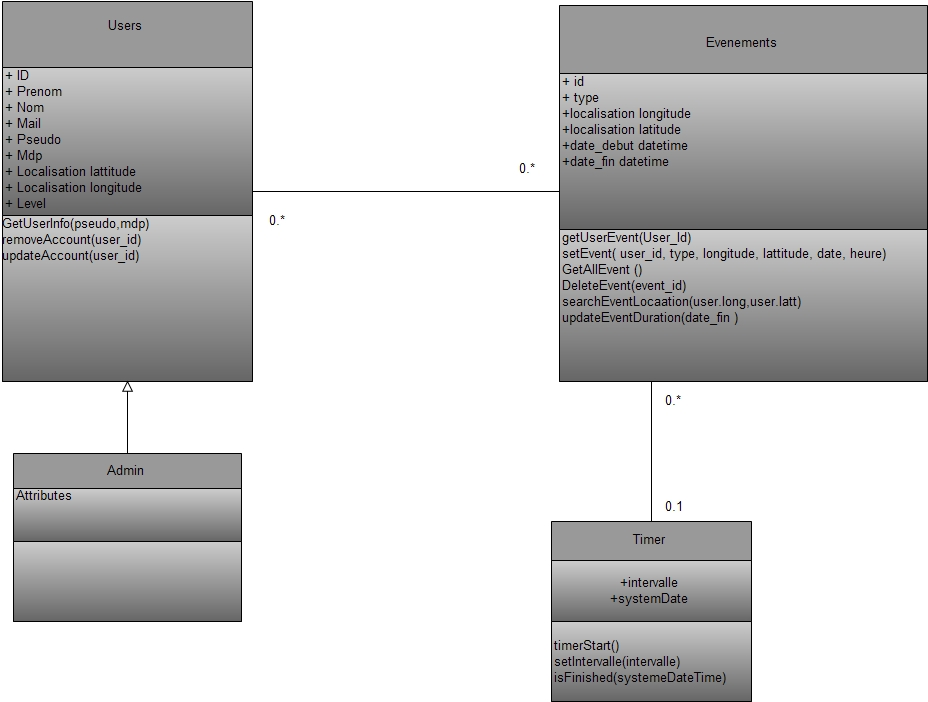 Users
+ ID
+ Prenom
+ Nom
+ Mail
+ Pseudo
+ Mdp
+ Localisation lattitude
+ Localisation longitude
+ Level
GetUserInfo(pseudo,mdp)
removeAccount(user_id)
updateAccount(user_id)
0.*
0.*
Evenements
+ id
+ type
+localisation longitude
+localisation latitude
+date_debut datetime
+date_fin datetime
getUserEvent(User_Id)
setEvent( user_id, type, longitude, lattitude, date, heure)
GetAllEvent ()
DeleteEvent(event_id)
searchEventLocaation(user.long,user.latt)
updateEventDuration(date_fin )
0.*
0.1
Admin
Attributes
Timer
+intervalle
+systemDate
timerStart()
setIntervalle(intervalle)
isFinished(systemeDateTime)